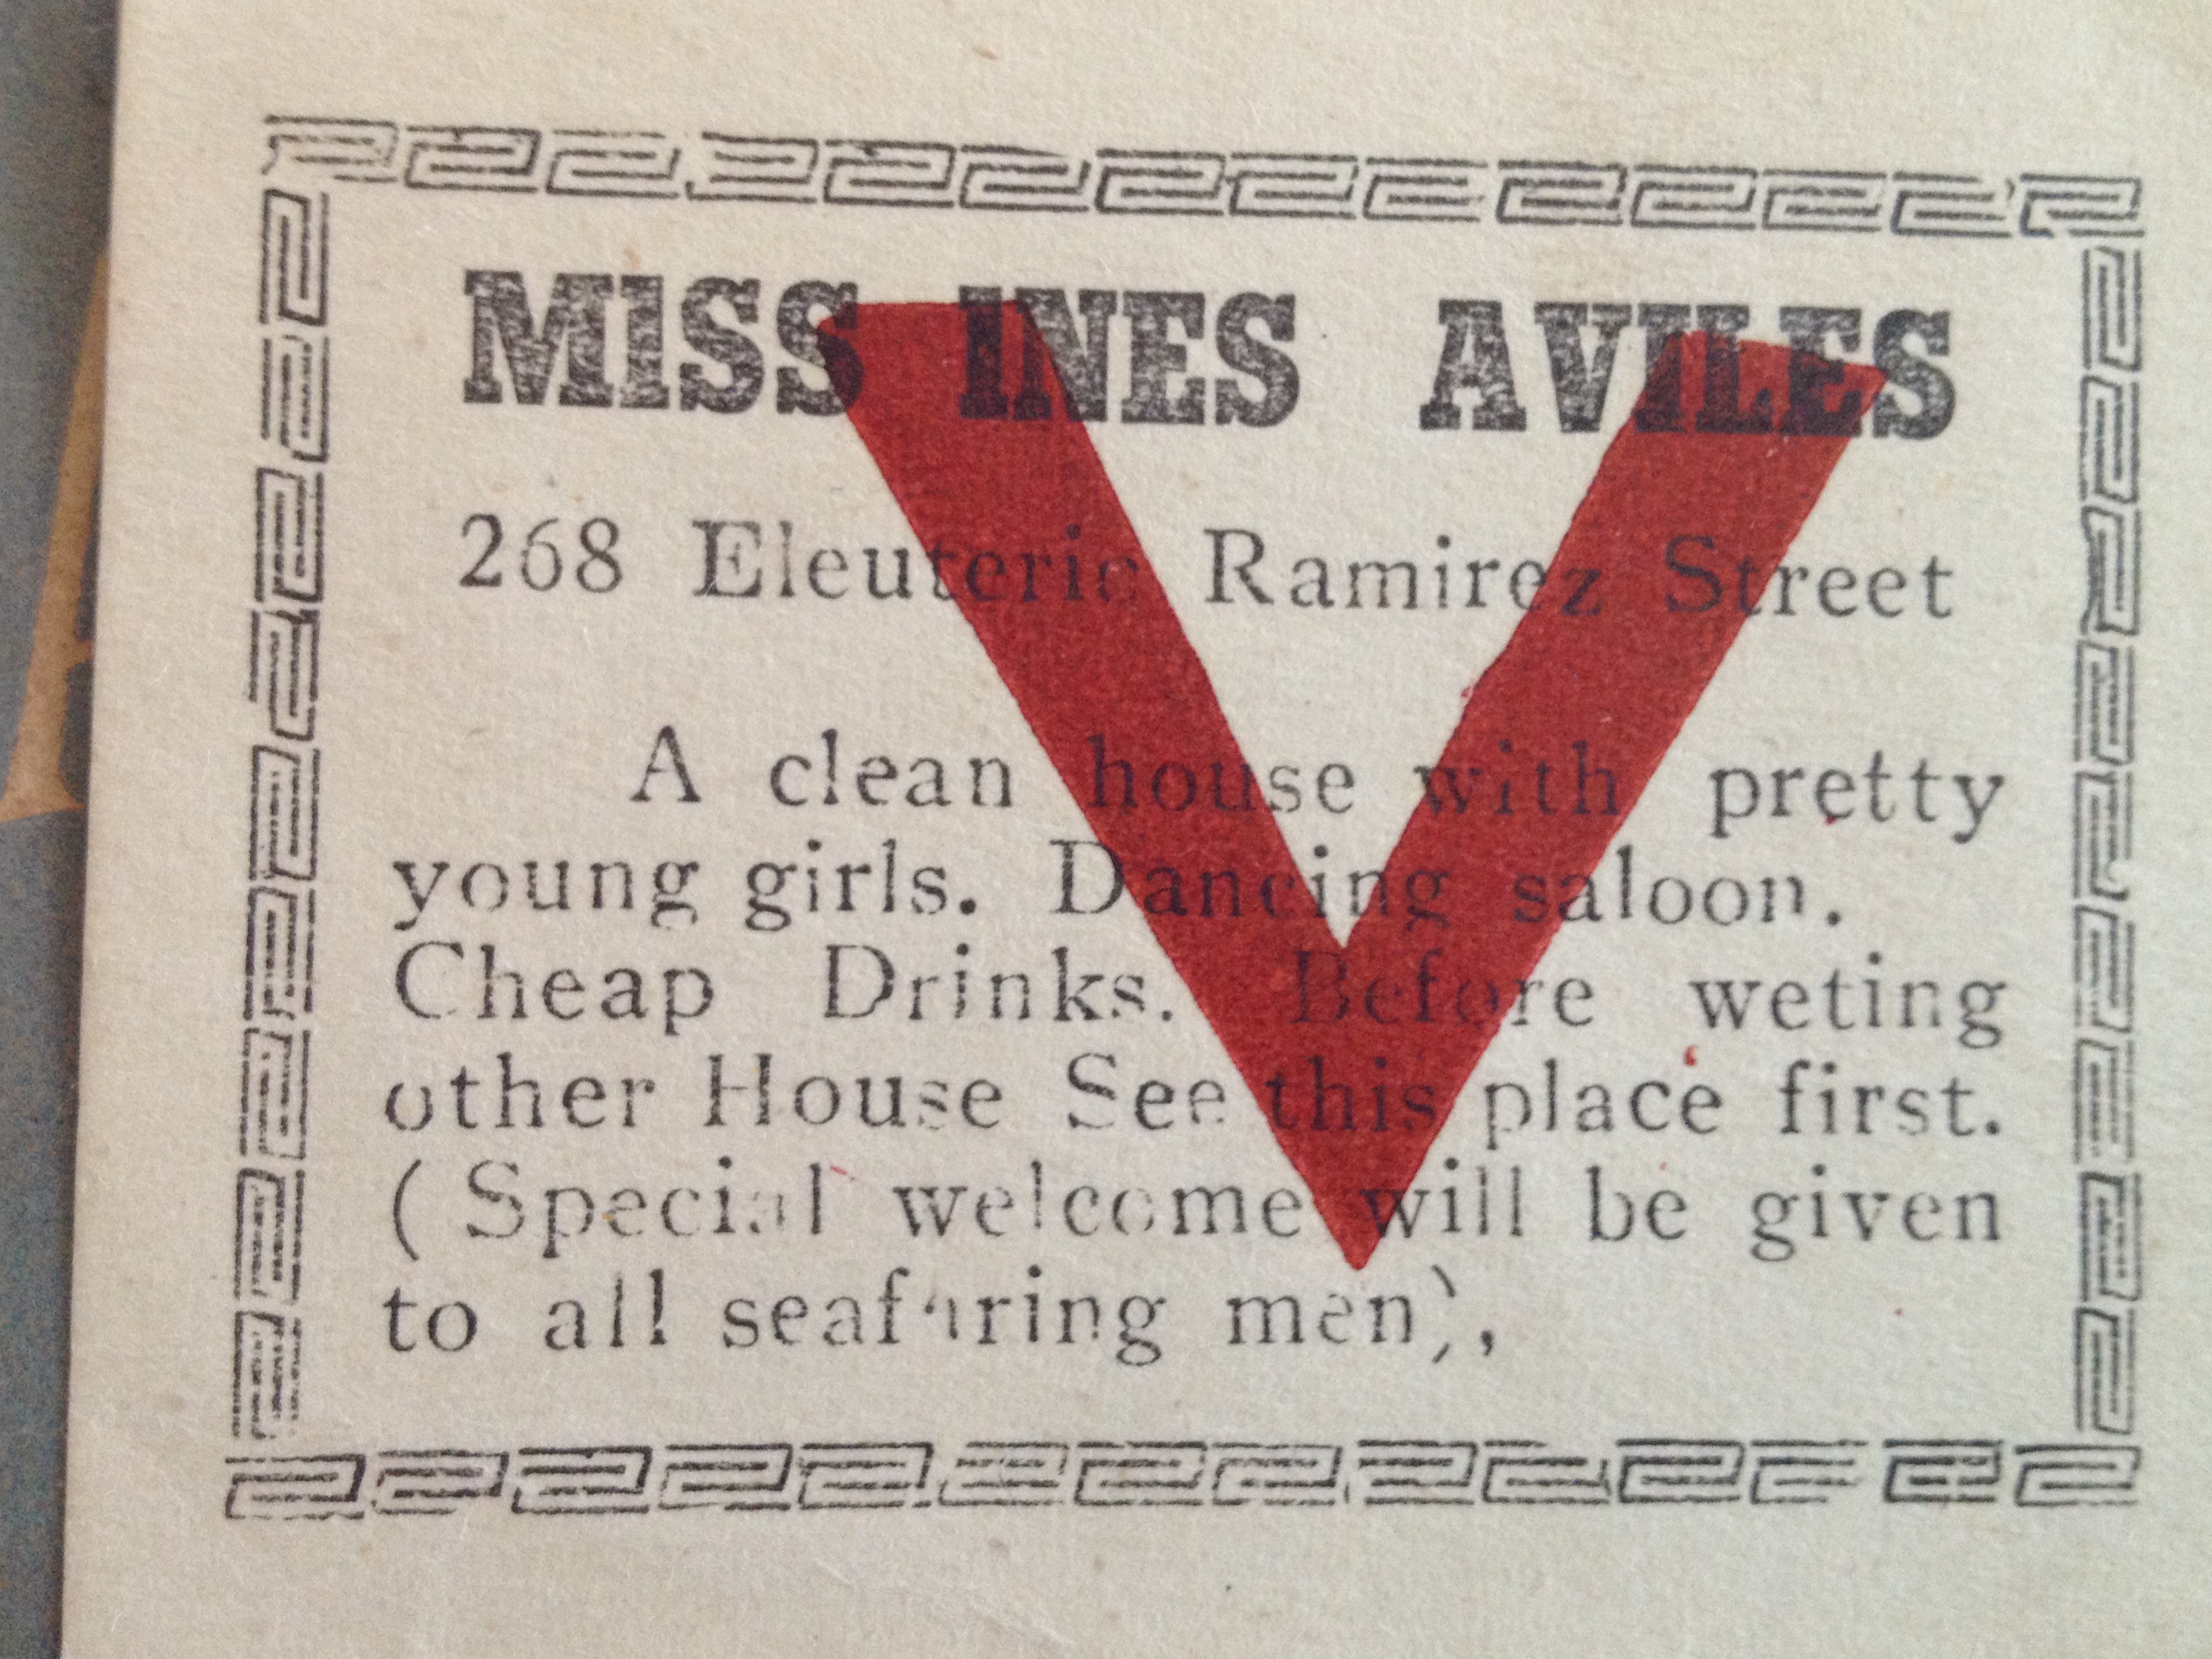 MISS INES AVILES
268 Eleuteric Ramirez Street
A clean house with pretty
young girls. Dancing saloon.
Cheap Drinks. Before weting
other House See this place first.
(Special welcome will be given
to all seafaring men),
V